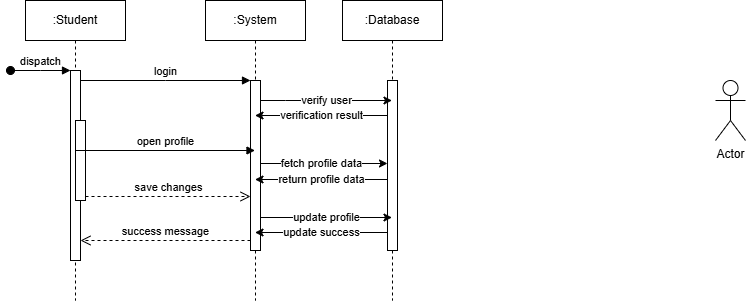 :Student
:System
:Database
dispatch
login
verify user
verification result
open profile
Actor
fetch profile data
return profile data
save changes
update profile
success message
update success